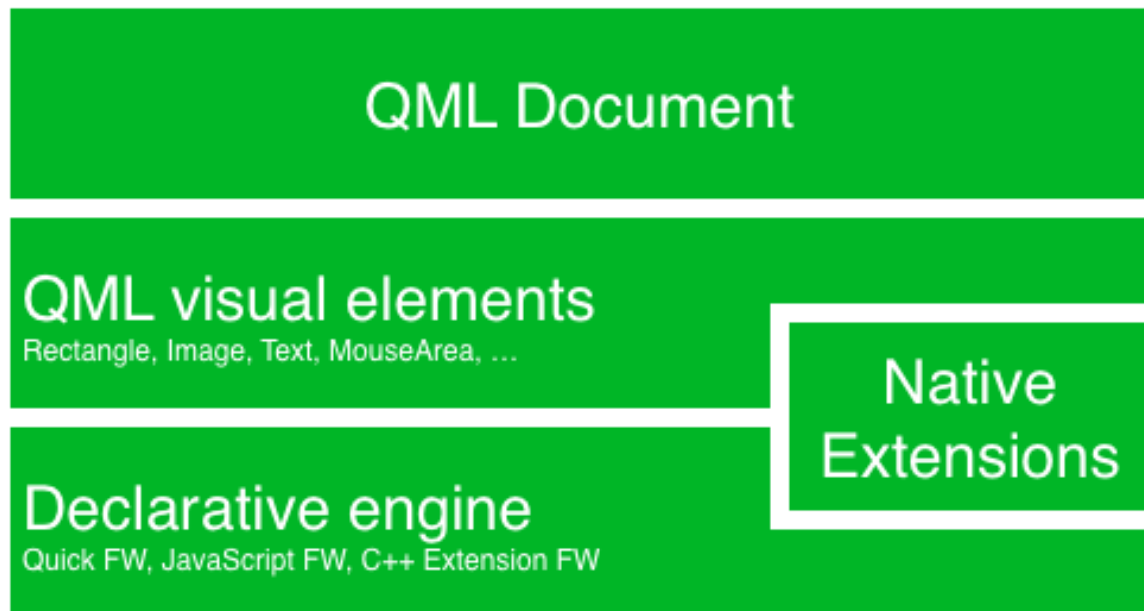 QML Document
QML visual elements
Rectangle, Image, Text, MouseArea, ...
Native
Extensions
Declarative engine
Quick FW, JavaScript FW, C++ Extension FW